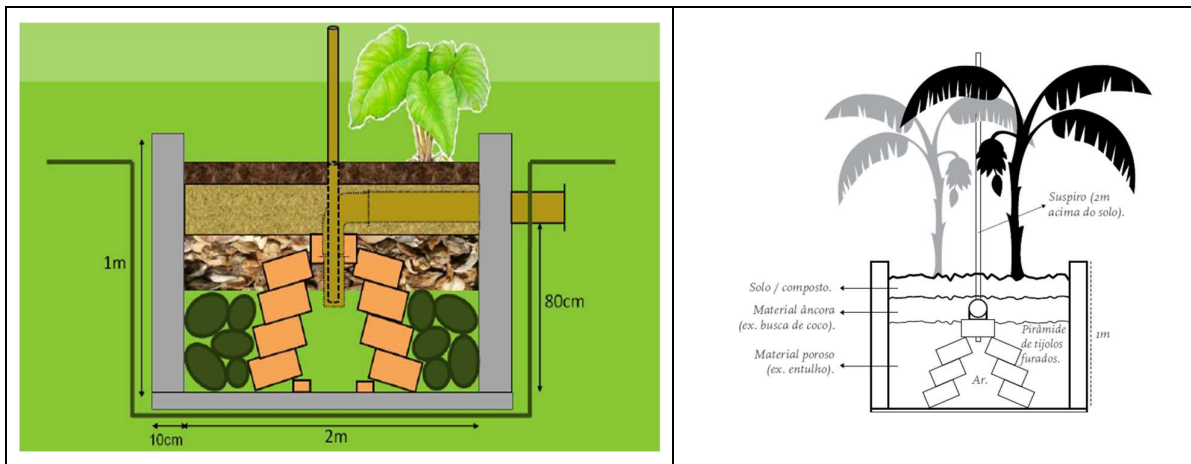 1m
80cm
10cm
2m
Suspiro (2m
acima do solo).
Solo / composto.
Material âncora
(ex. busca de coco).
Pirâmide
de tijolos
furados.
1m
Material poroso
(ex. entulho).
Ar.